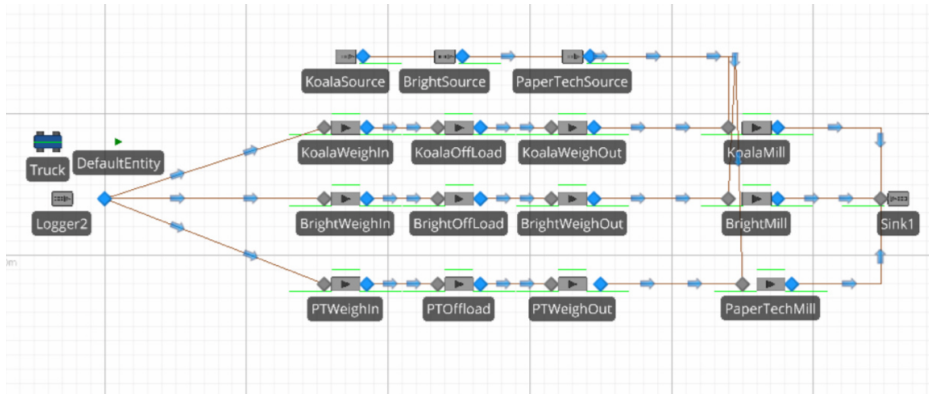 KoalaSource
BrightSource
PaperTechSource
Truck
DefaultEntity
KoalaWeighIn
KoalaOffLoad
KoalaWeighOut
KoalaMill
Logger2
BrightWeighIn
BrightOffLoad
BrightWeighOut
BrightMill
Sink1
PTWeighIn
PTOffload
PTWeighOut
PaperTechMill